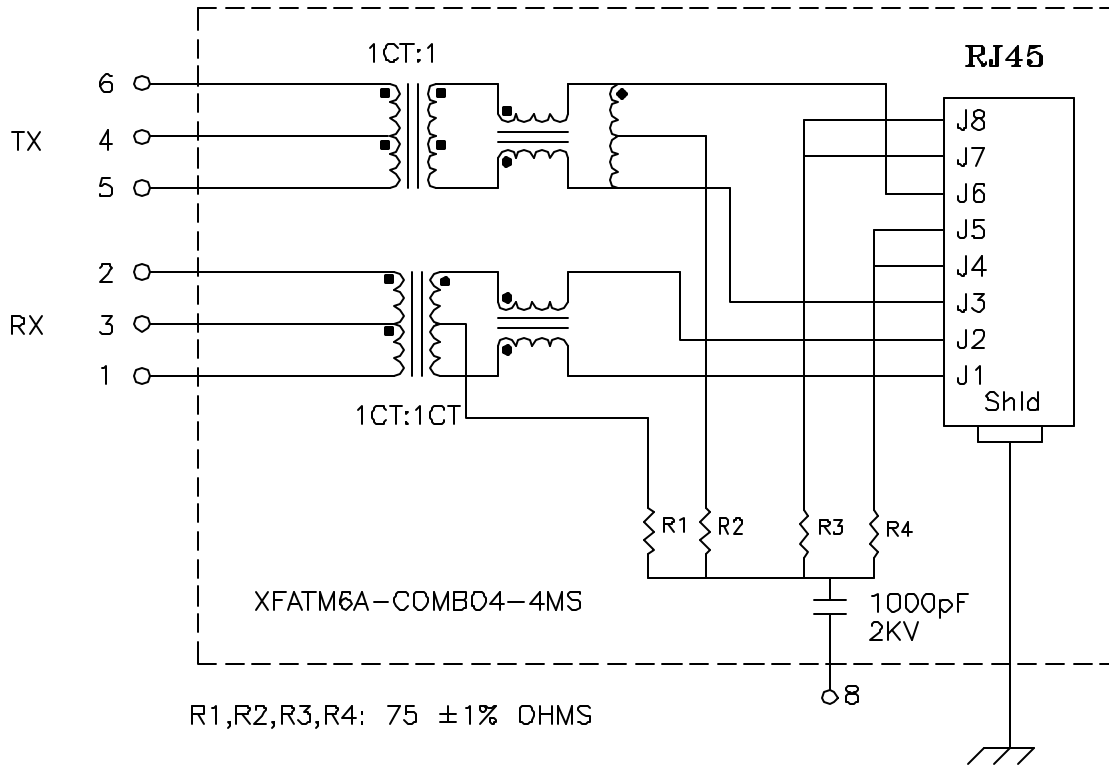 1CT:1
RJ45
6
TX
4
5
2
RX
3
1
J8
J7
J6
J5
J4
J3
J2
J1
Shld
1CT:1CT
R1
R2
R3
R4
XFATM6A-COMBO4-4MS
1000pF
2KV
8
R1,R2,R3,R4: 75 ±1% OHMS